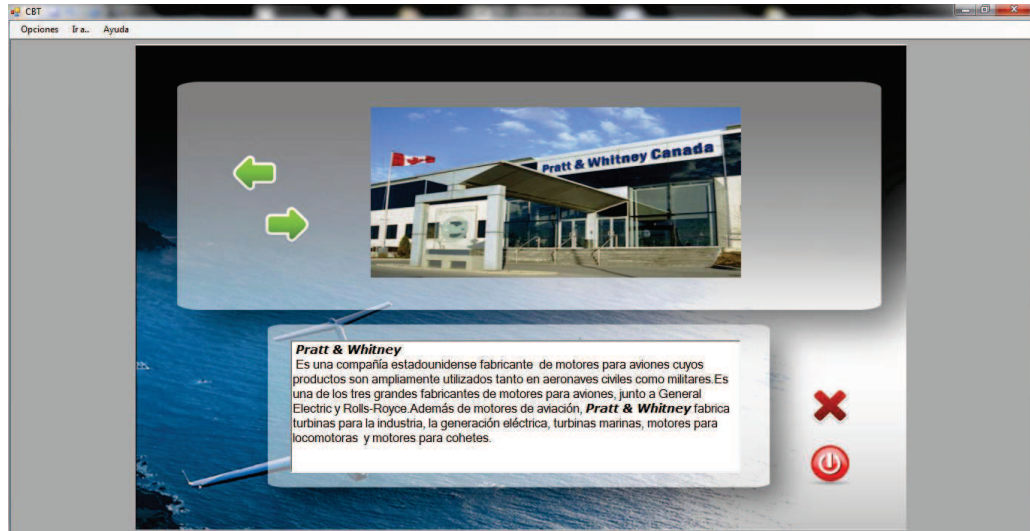 CBT
Opciones Ir a.. Ayuda
Pratt & Whitney Canada
Pratt & Whitney
Es una compañía estadounidense fabricante de motores para aviones cuyos
productos son ampliamente utilizados tanto en aeronaves civiles como militares.Es
una de los tres grandes fabricantes de motores para aviones, junto a General
Electric y Rolls-Royce.Además de motores de aviación, Pratt & Whitney fabrica
turbinas para la industria, la generación eléctrica, turbinas marinas, motores para
locomotoras y motores para cohetes.